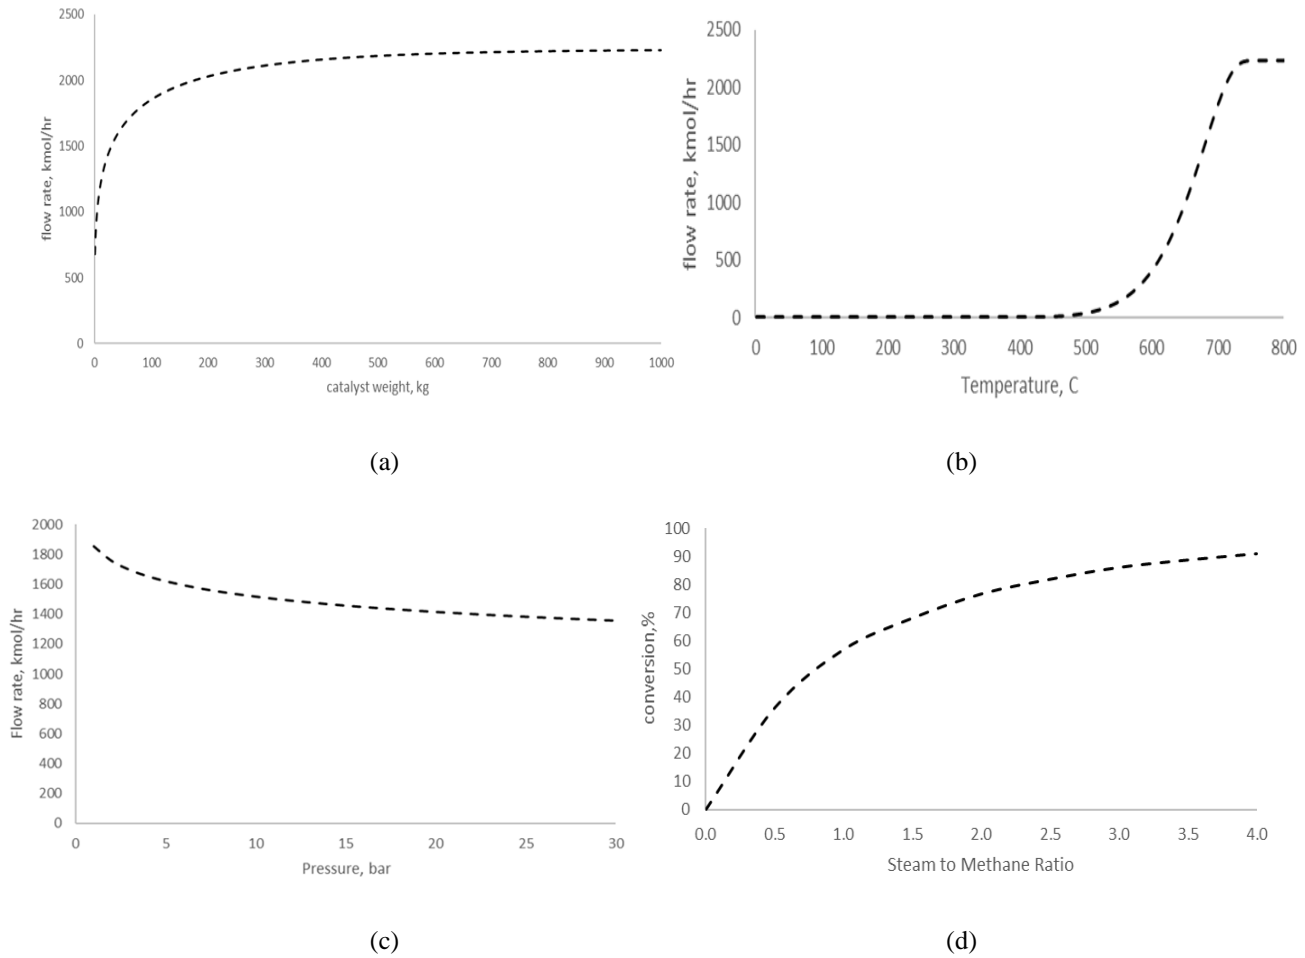 2500
2000
1500
1000
500
0
flow rate, kmol/hr
0 100 200 300 400 500 600 700 800 900 1000
catalyst weight, kg
(a)
2500
2000
1500
1000
500
0
flow rate, kmol/hr
0 100 200 300 400 500 600 700 800
Temperature, C
(b)
2000
1800
1600
1400
1200
1000
800
600
400
200
0
Flow rate, kmol/hr
0 5 10 15 20 25 30
Pressure, bar
(c)
100
90
80
70
60
50
40
30
20
10
0
conversion,%
0.0 0.5 1.0 1.5 2.0 2.5 3.0 3.5 4.0
Steam to Methane Ratio
(d)